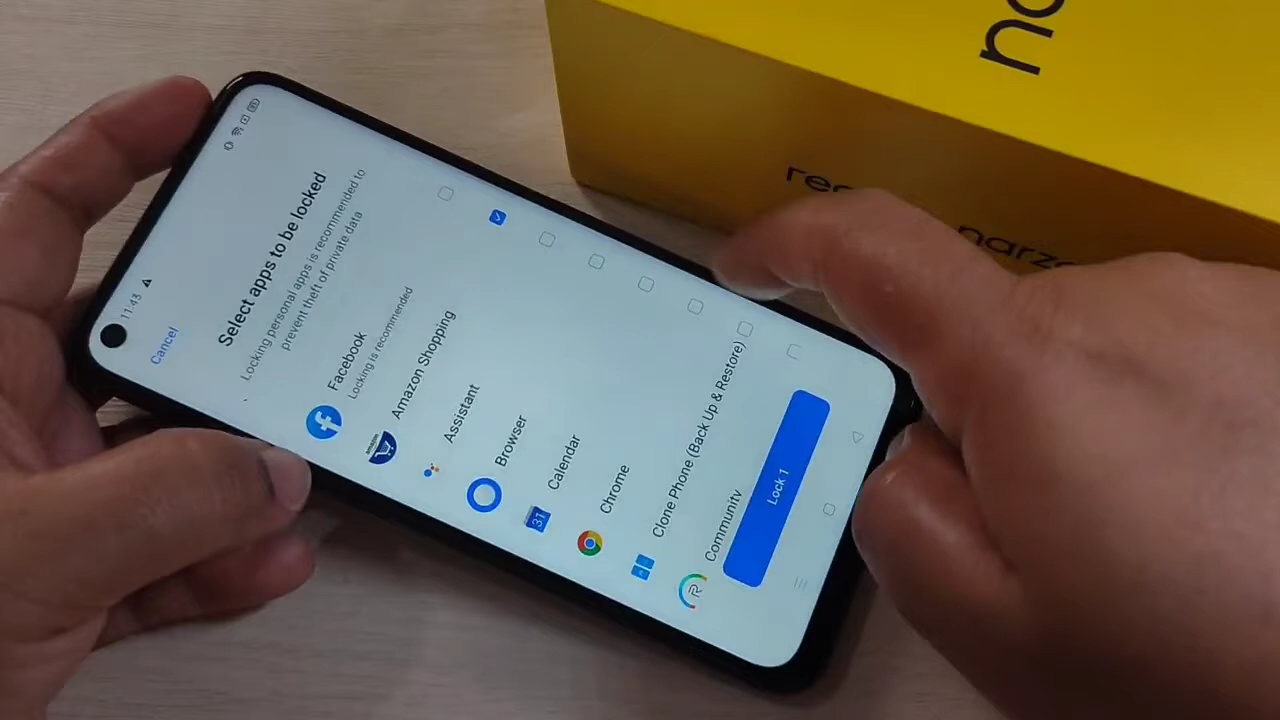 11:43
Cancel
Select apps to be locked
Locking personal apps is recommended to
prevent theft of private data
Facebook
Locking is recommended
Amazon Shopping
Assistant
Browser
31
Calendar
Chrome
Clone Phone (Back Up & Restore)
Community
Lock 1